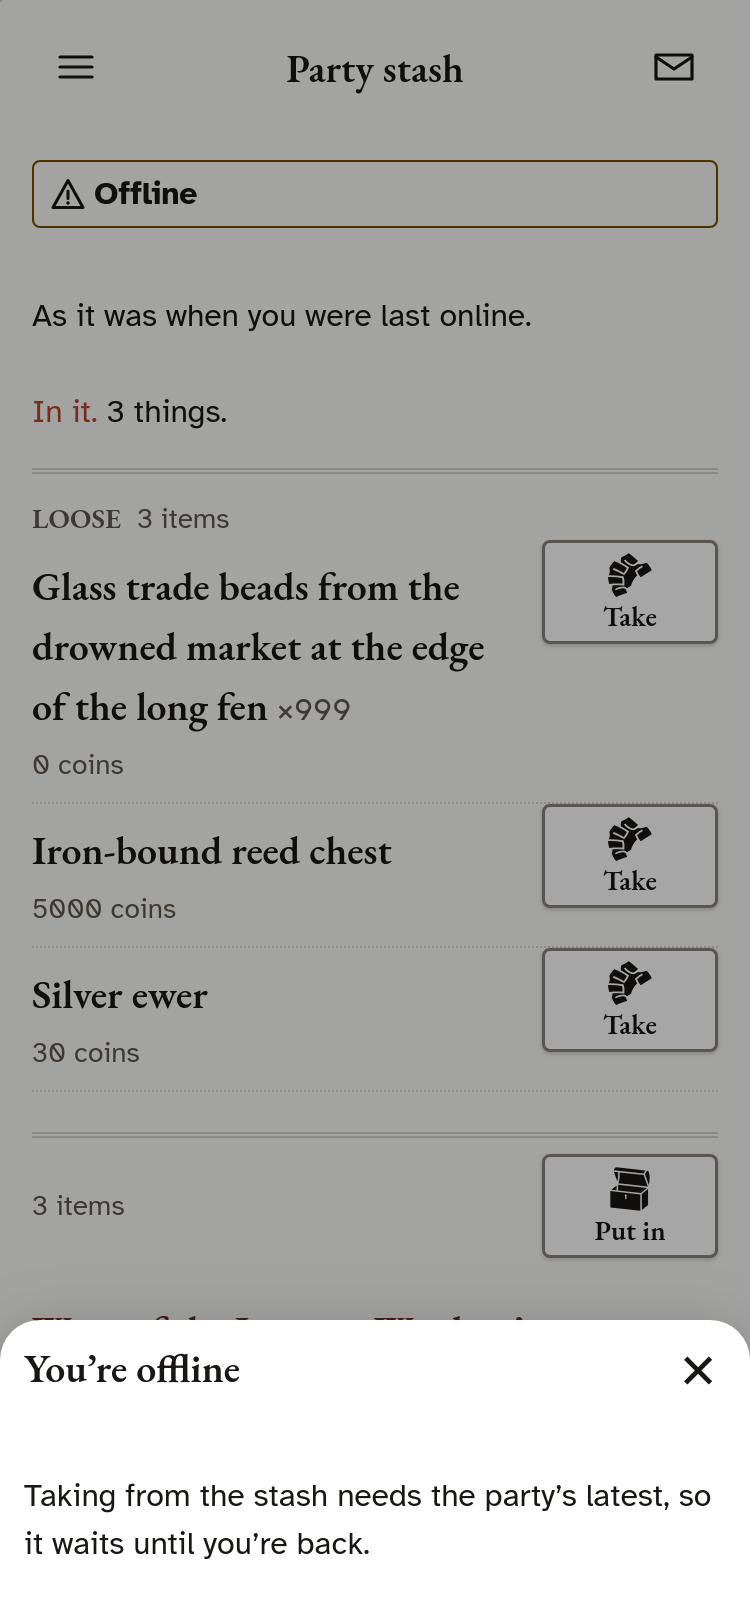 Party stash
Offline
As it was when you were last online.
In it. 3 things.
LOOSE 3 items
Glass trade beads from the
drowned market at the edge
of the long fen ×999
0 coins
Take
Iron-bound reed chest
5000 coins
Take
Silver ewer
30 coins
Take
3 items
Put in
You’re offline
Taking from the stash needs the party’s latest, so
it waits until you’re back.